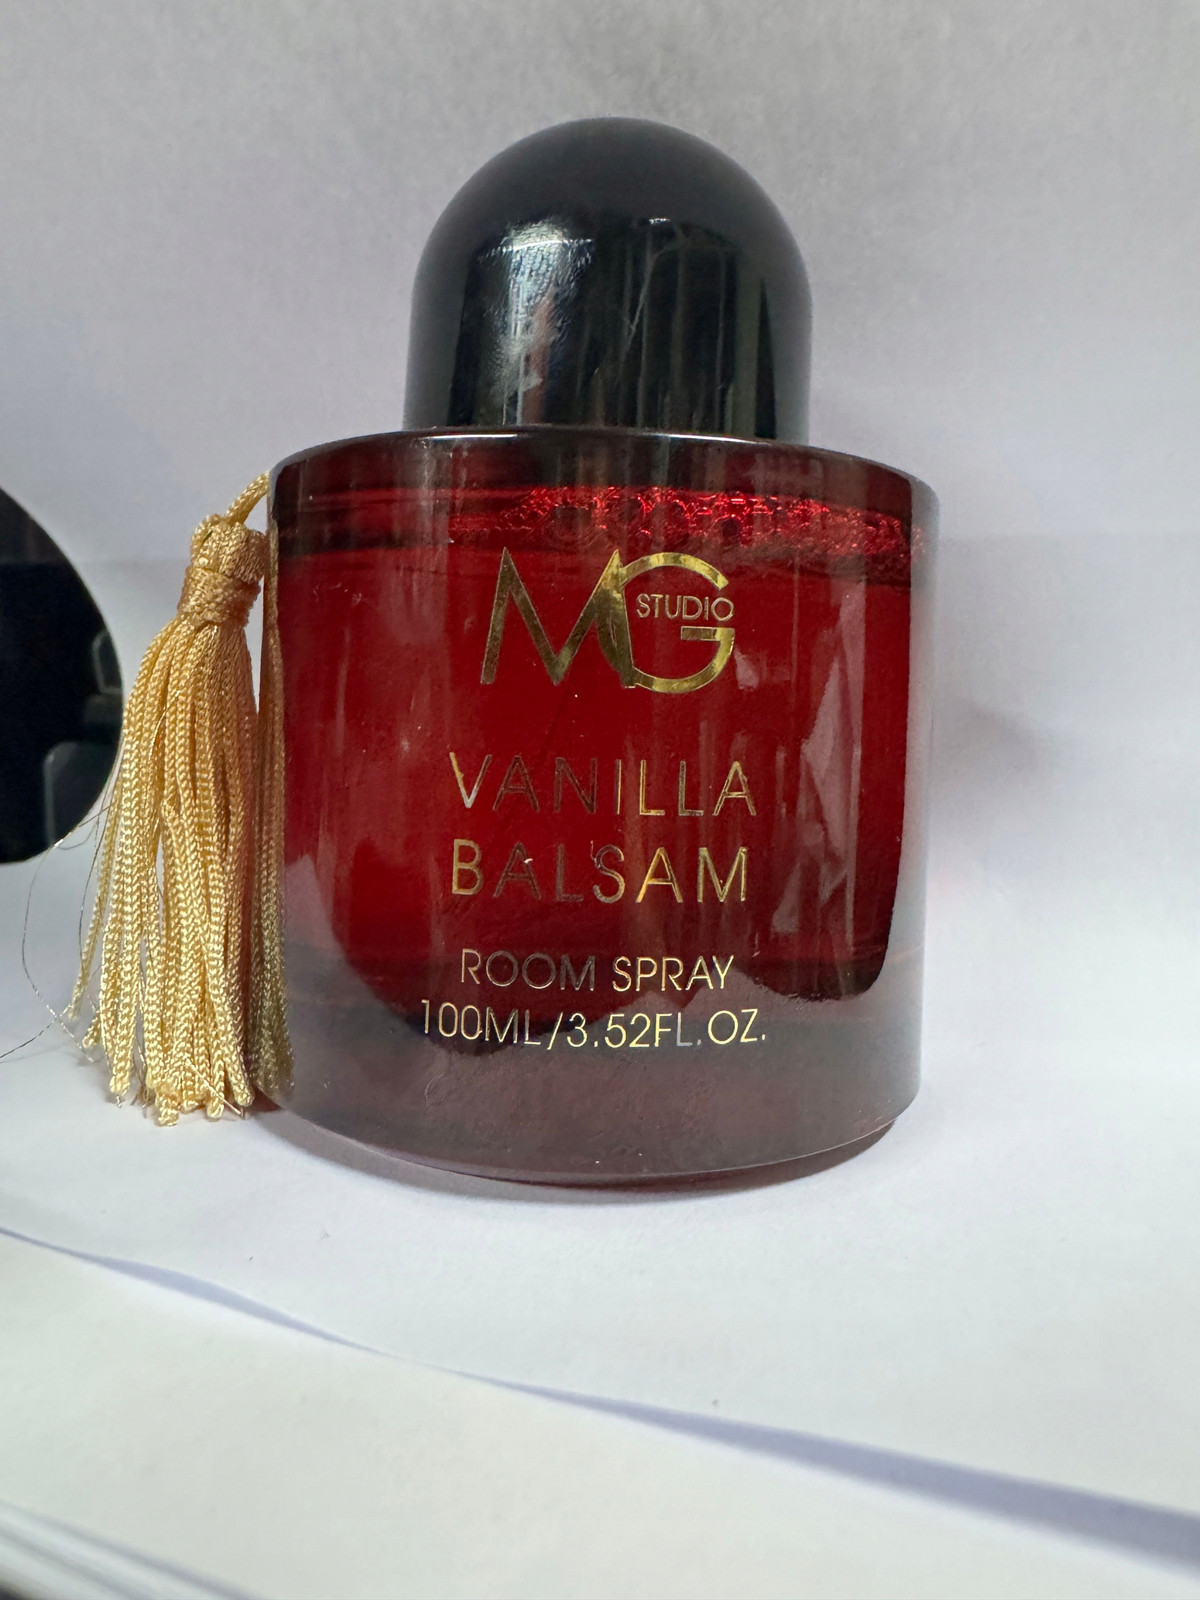 MG STUDIO
VANILLA
BALSAM
ROOM SPRAY
100ML/3.52FL.OZ.